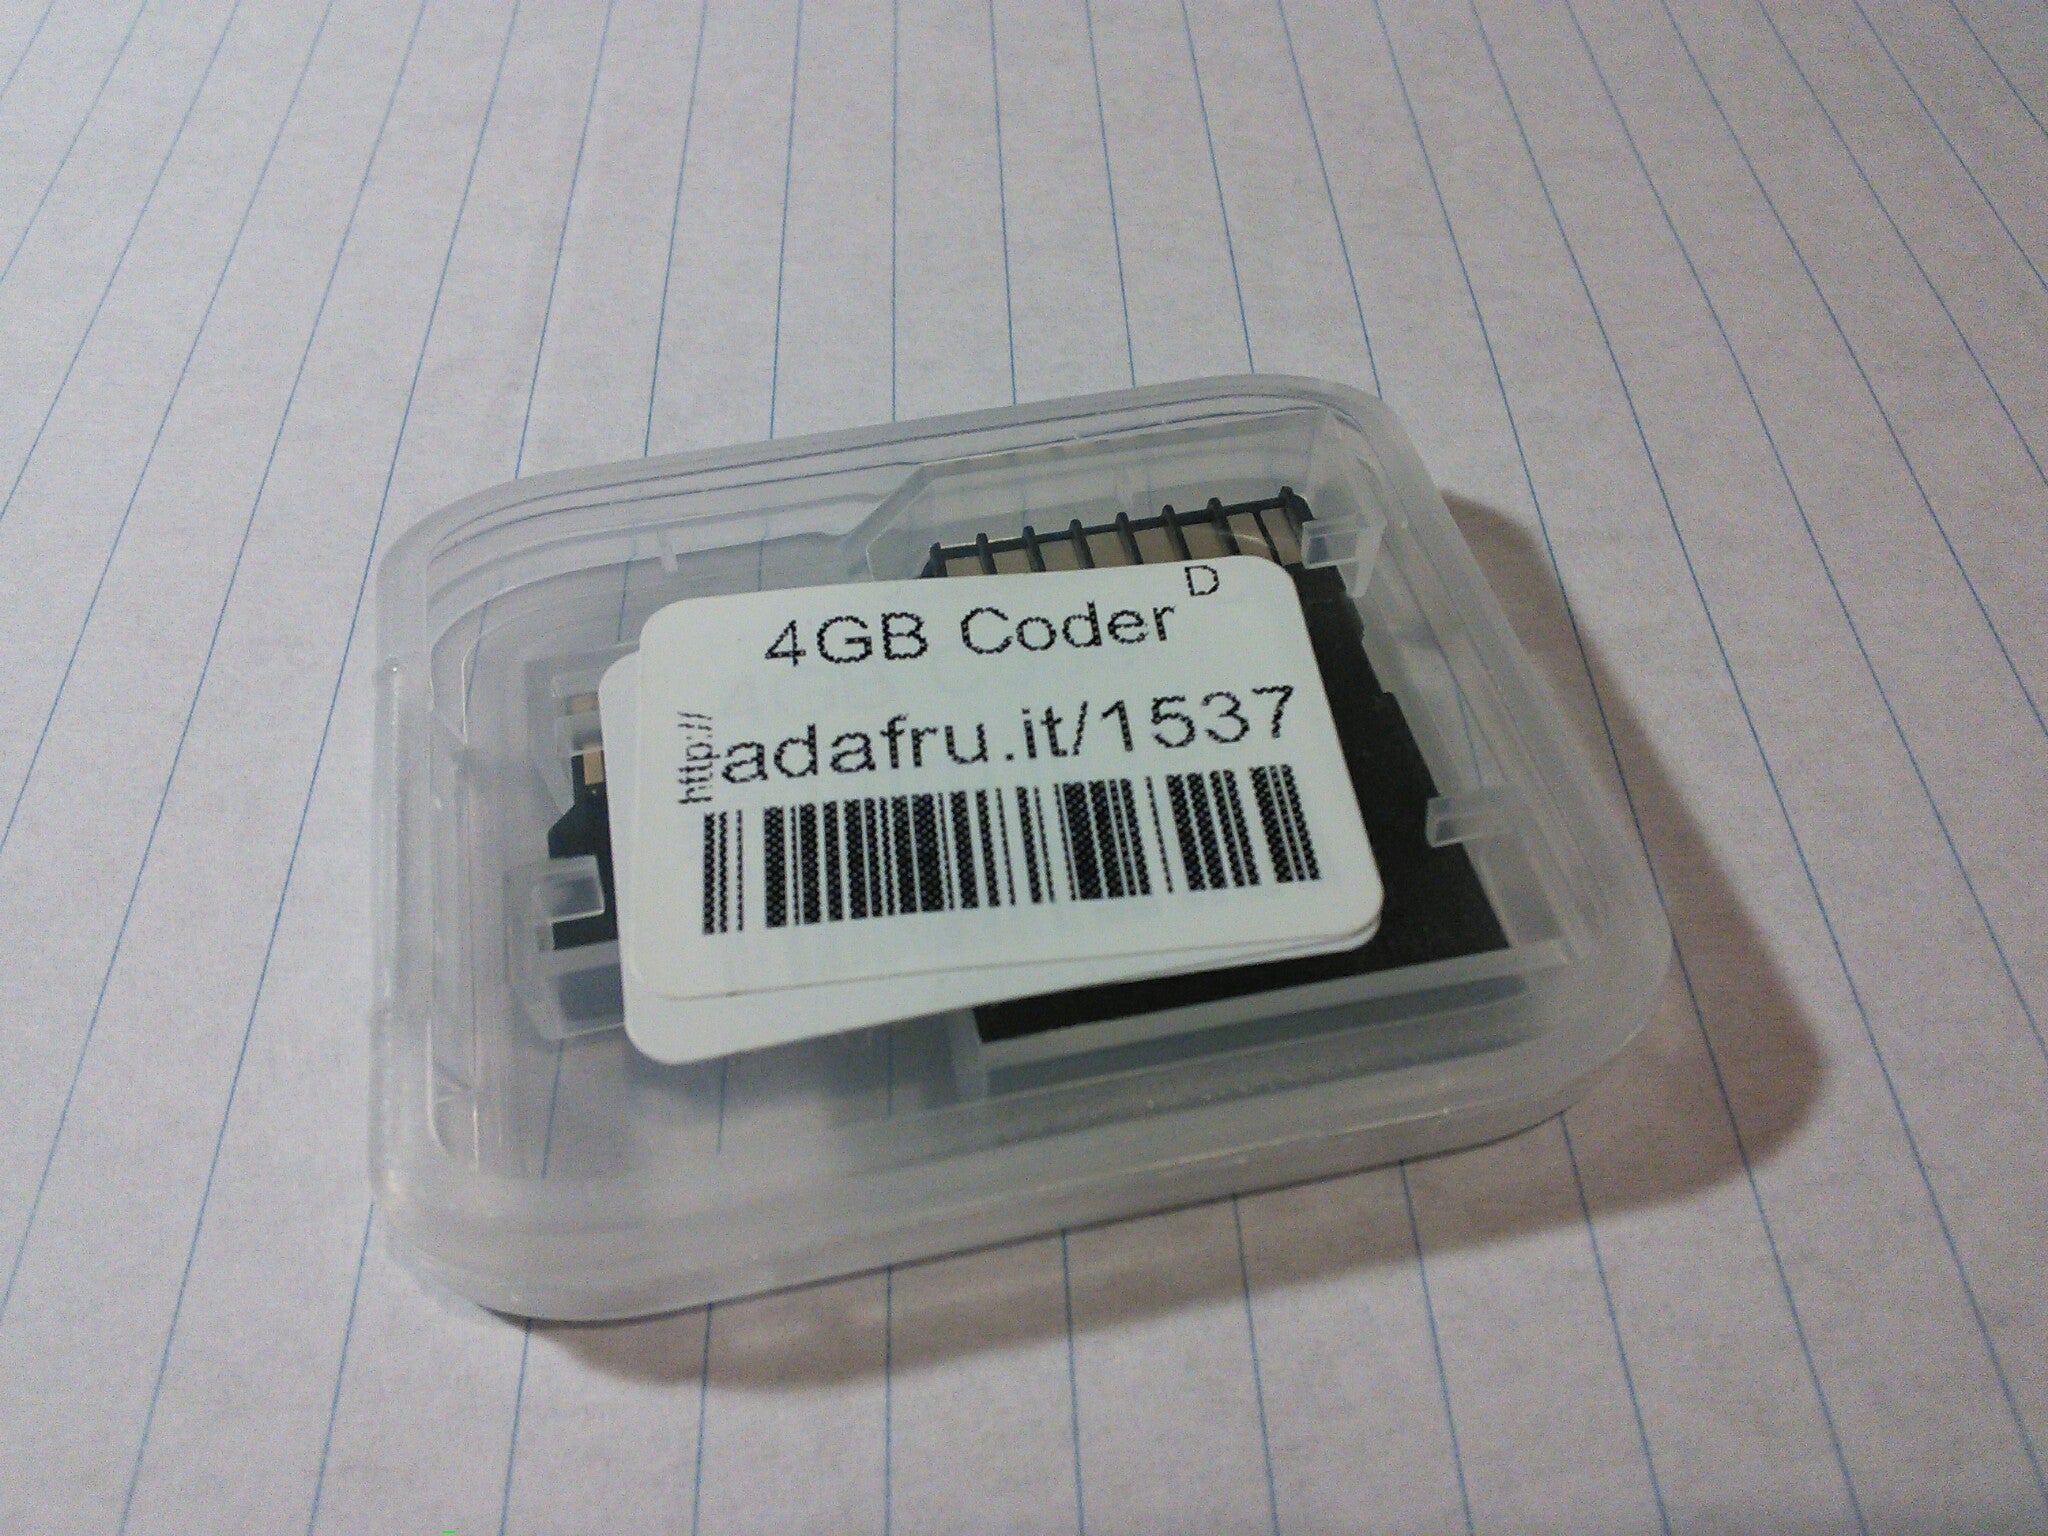 4GB Coder D
http://adafru.it/1537